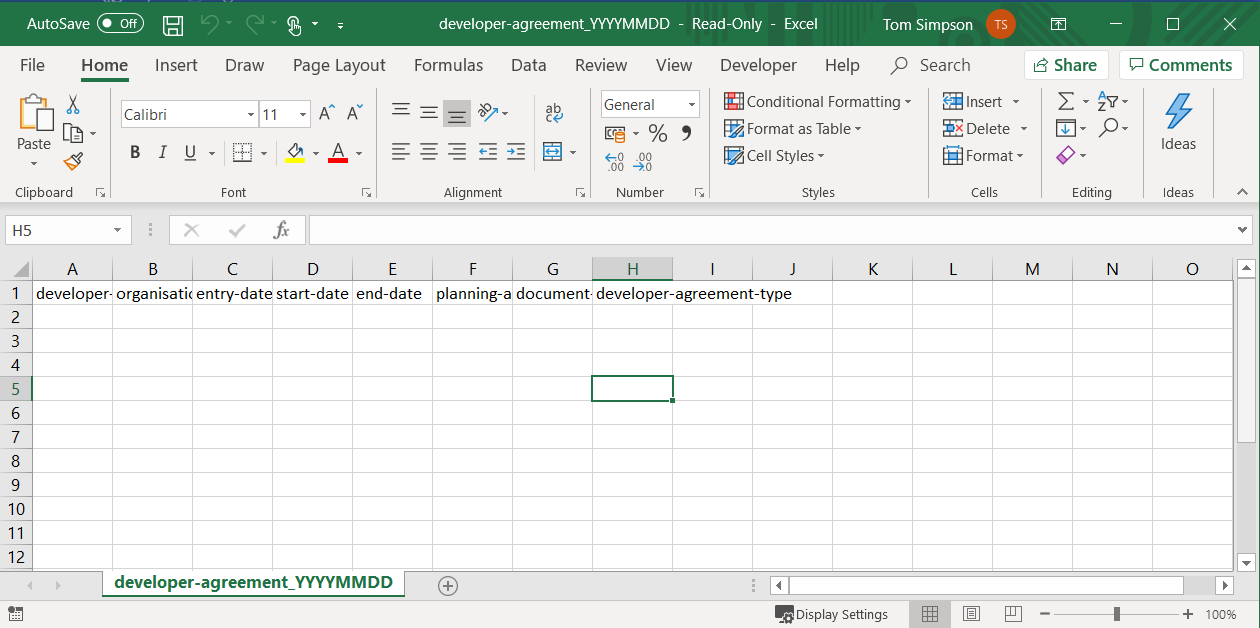 AutoSave Off developer-agreement_YYYYMMDD - Read-Only - Excel Tom Simpson TS
File Home Insert Draw Page Layout Formulas Data Review View Developer Help Search Share Comments
Calibri 11 ab General Conditional Formatting Insert
Paste B I U A % Format as Table Delete Ideas
Cell Styles Format
Clipboard Font Alignment Number Styles Cells Editing Ideas
H5 fx
A B C D E F G H I J K L M N O
1 developer- organisatio entry-date start-date end-date planning-a document- developer-agreement-type
2
3
4
5
6
7
8
9
10
11
12
developer-agreement_YYYYMMDD
Display Settings 100%